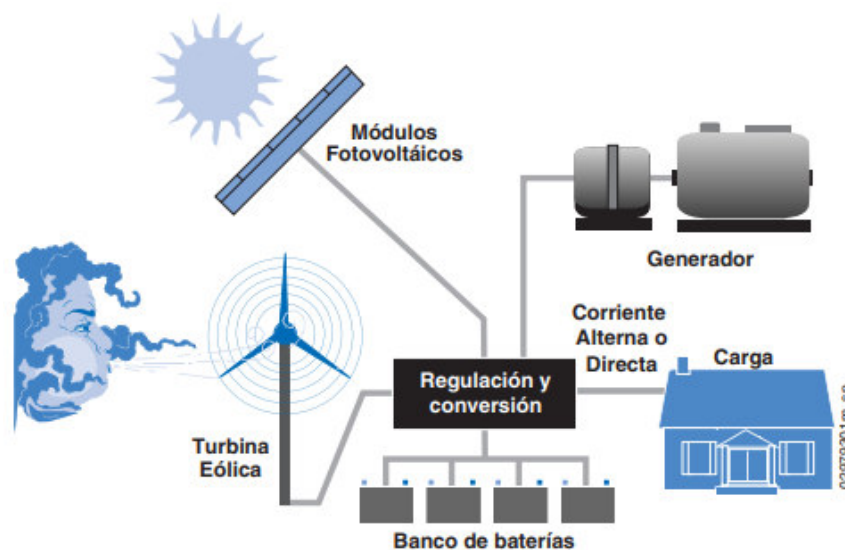 Módulos
Fotovoltáicos
Generador
Corriente
Alterna o
Directa
Carga
Regulación y
conversión
Turbina
Eólica
Banco de baterías